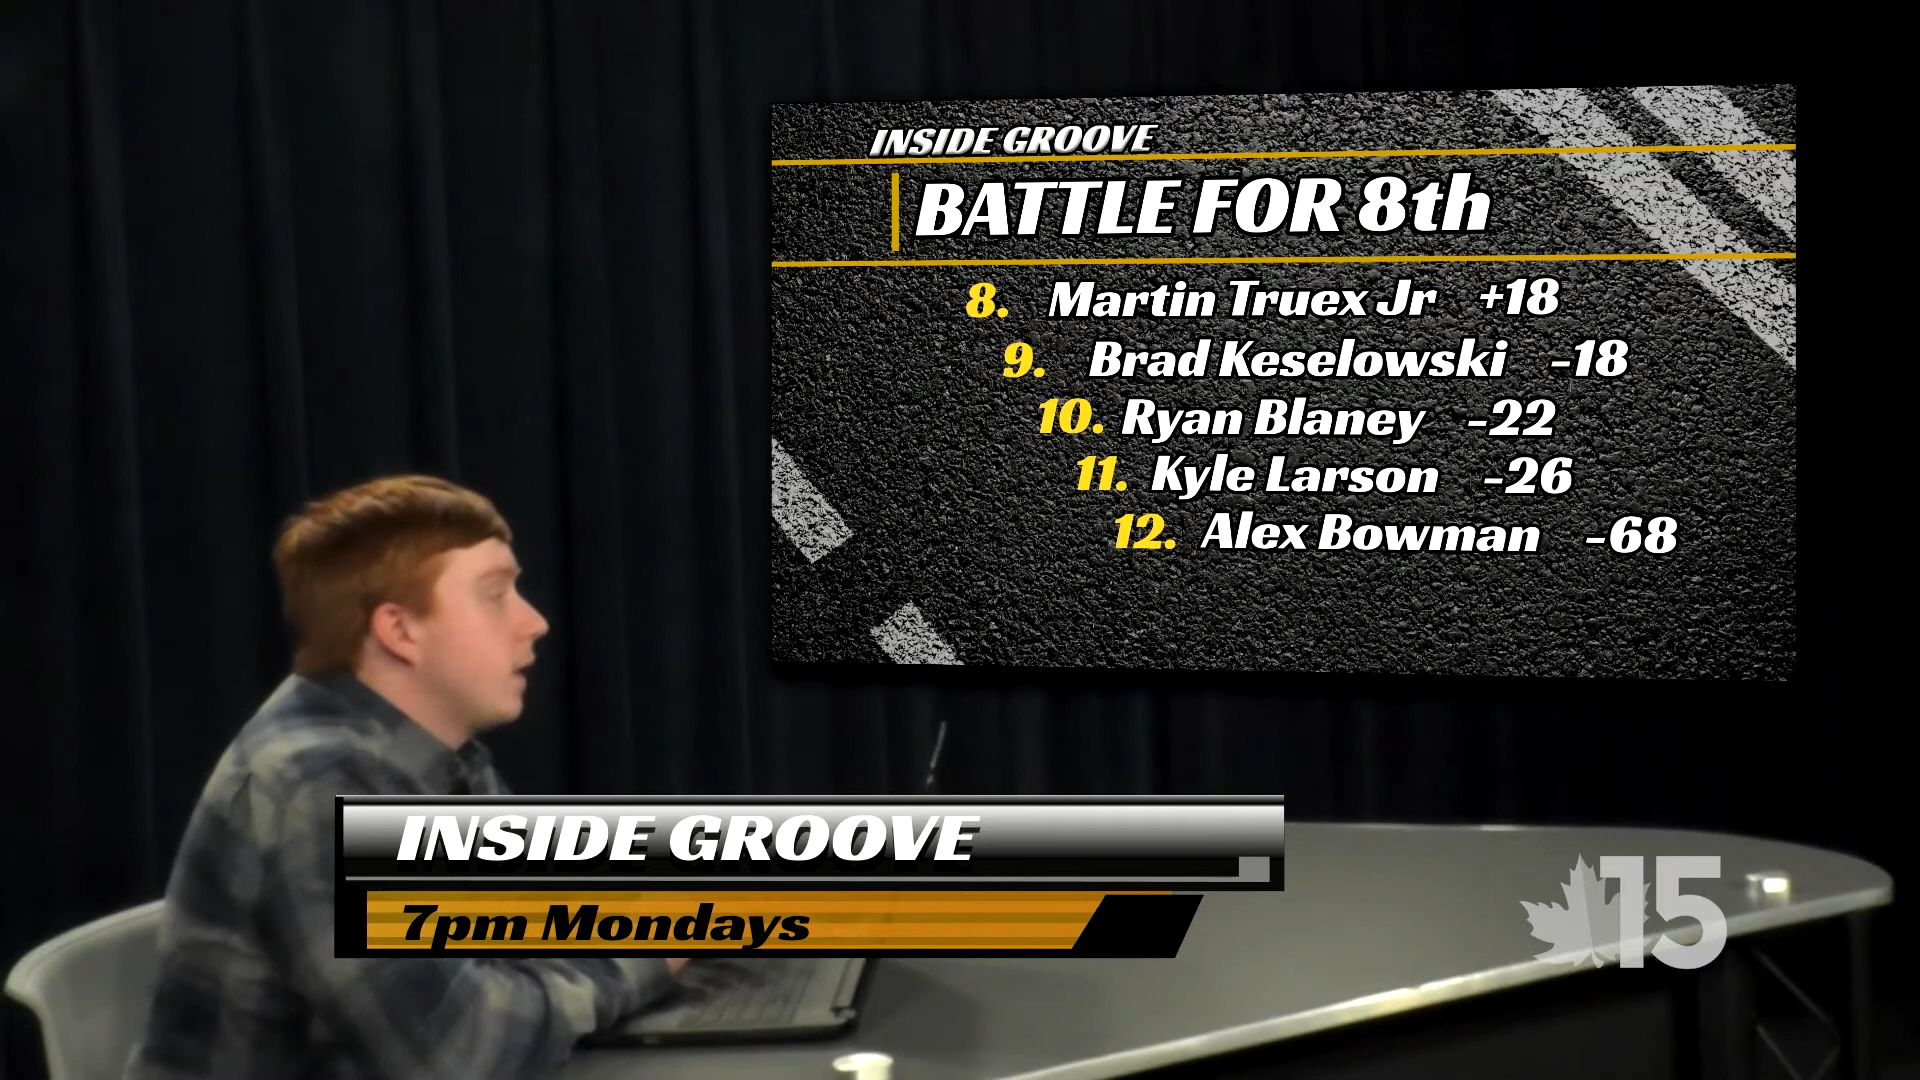 INSIDE GROOVE
BATTLE FOR 8th
8. Martin Truex Jr +18
9. Brad Keselowski -18
10. Ryan Blaney -22
11. Kyle Larson -26
12. Alex Bowman -68
INSIDE GROOVE
7pm Mondays
15